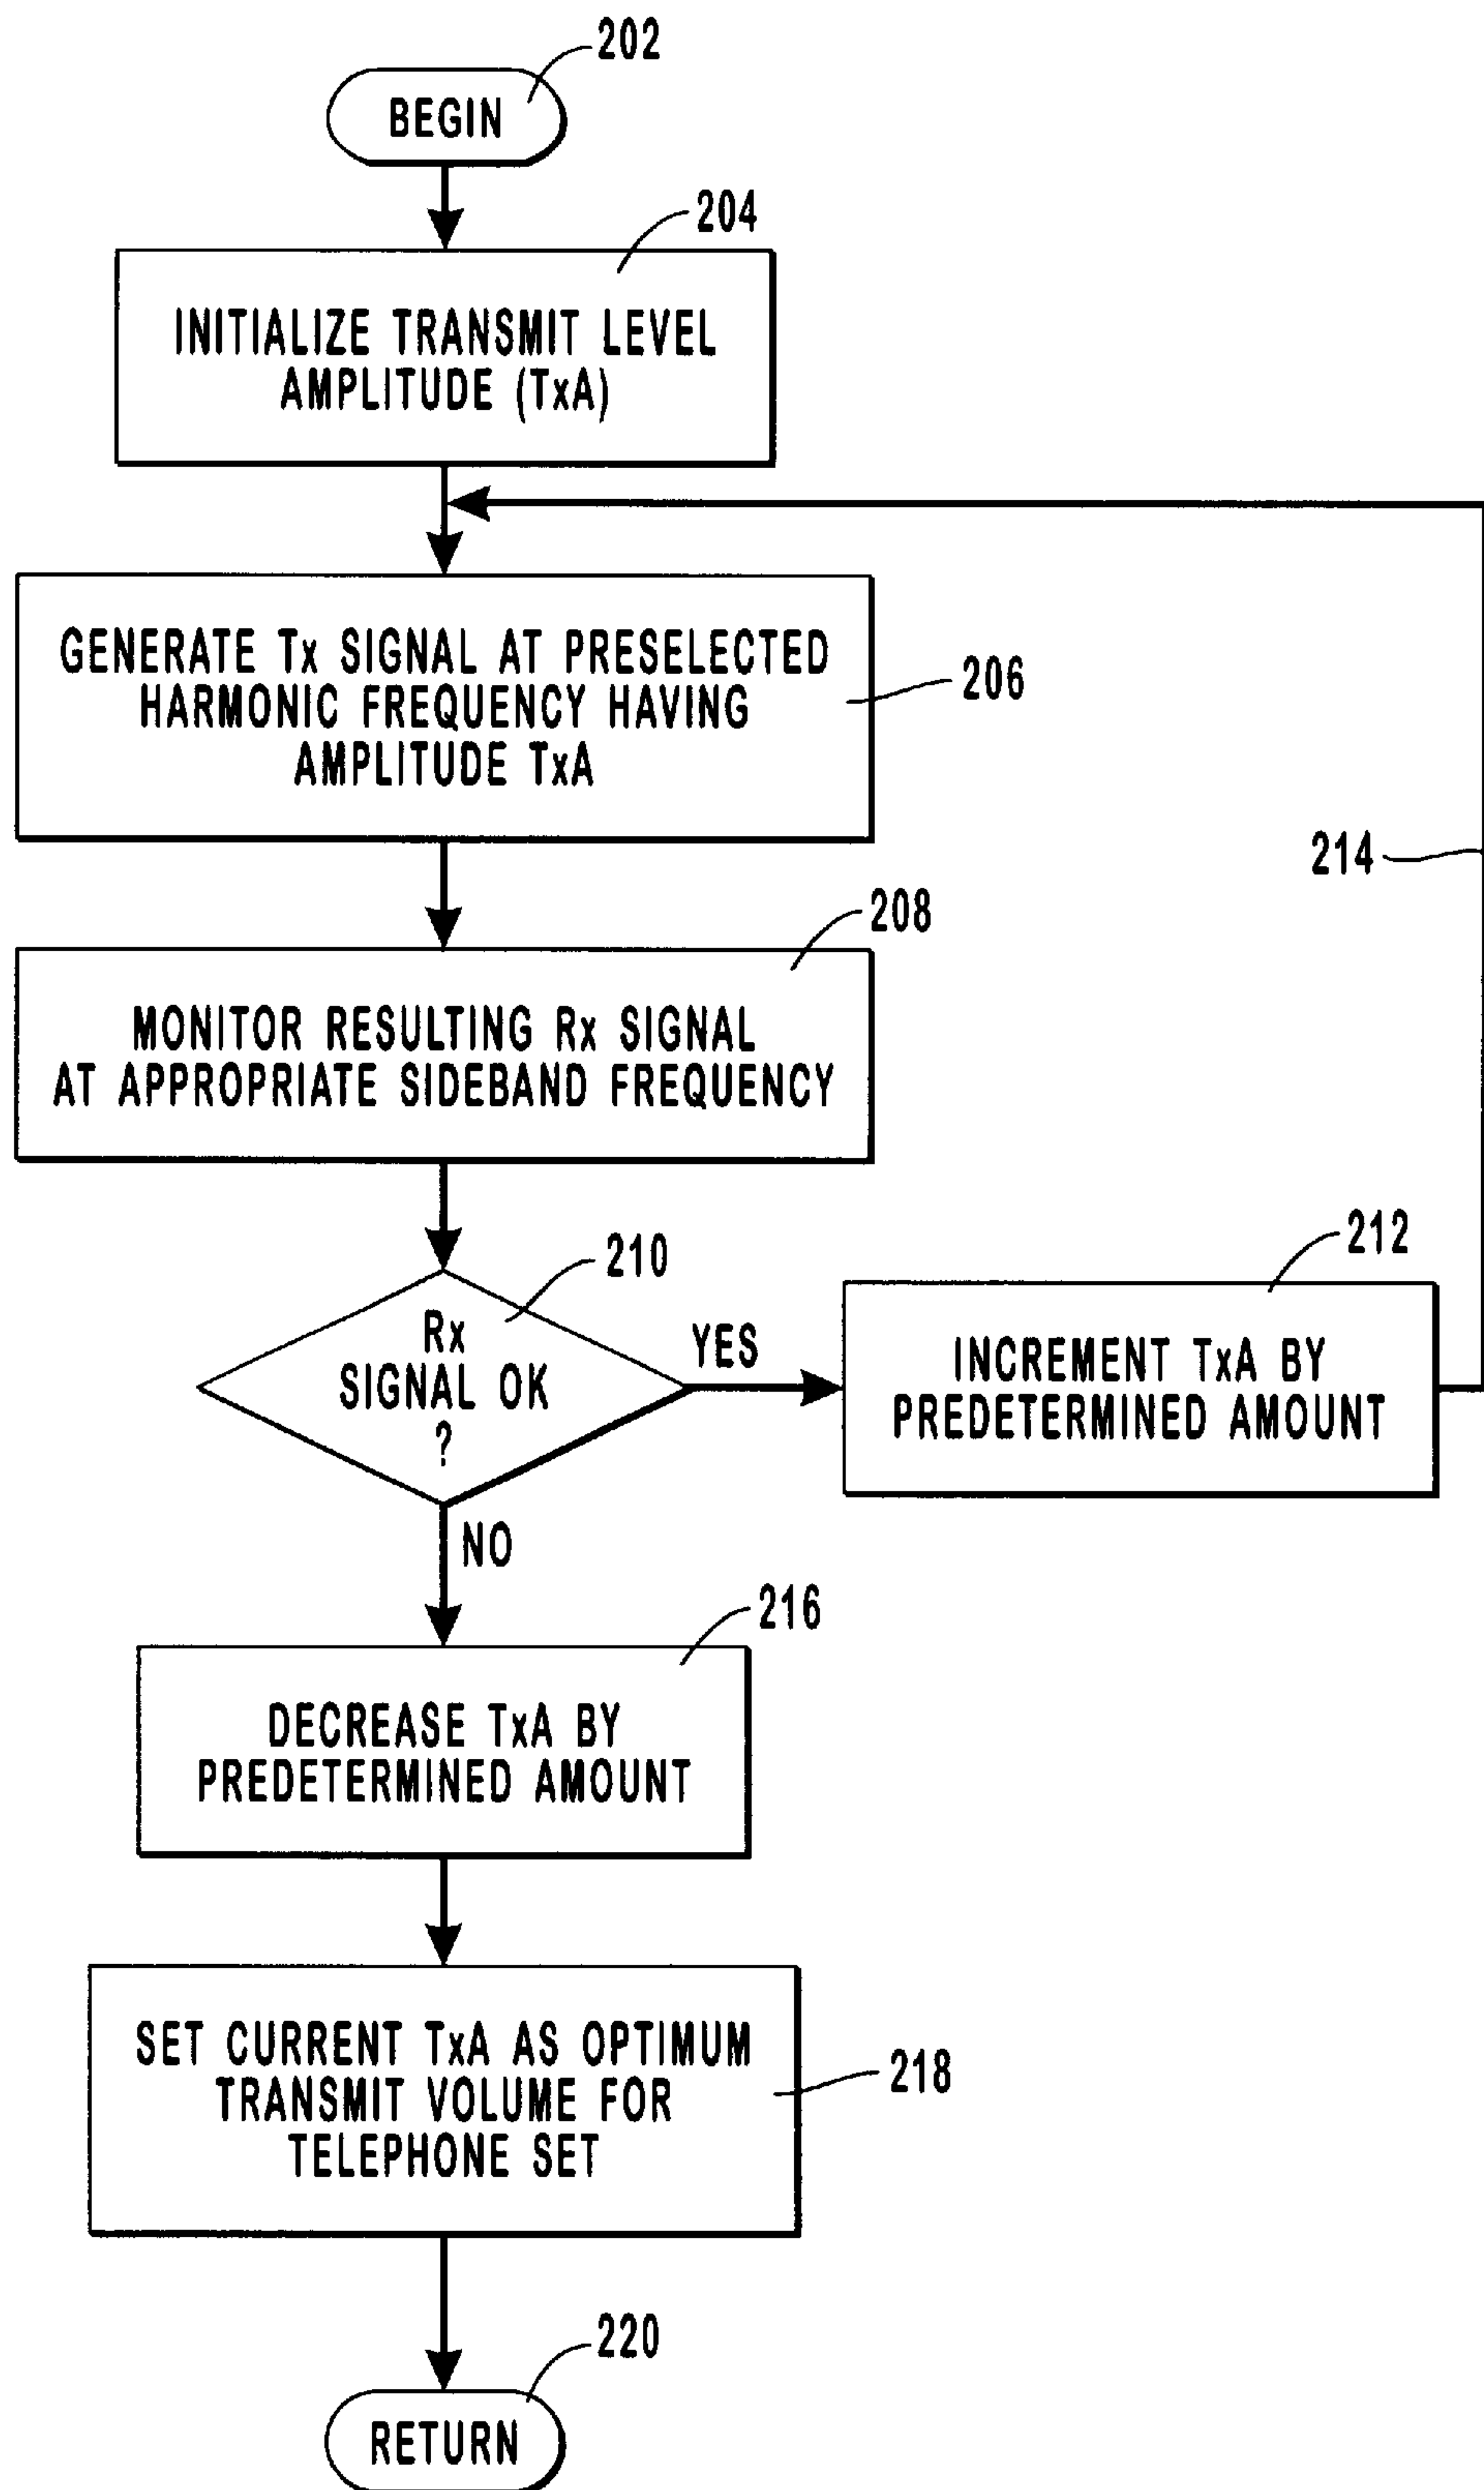 202
BEGIN
204
INITIALIZE TRANSMIT LEVEL
AMPLITUDE (TxA)
GENERATE Tx SIGNAL AT PRESELECTED
HARMONIC FREQUENCY HAVING
AMPLITUDE TxA
206
214
208
MONITOR RESULTING Rx SIGNAL
AT APPROPRIATE SIDEBAND FREQUENCY
210
Rx
SIGNAL OK
?
YES
212
INCREMENT TxA BY
PREDETERMINED AMOUNT
NO
216
DECREASE TxA BY
PREDETERMINED AMOUNT
SET CURRENT TxA AS OPTIMUM
TRANSMIT VOLUME FOR
TELEPHONE SET
218
220
RETURN